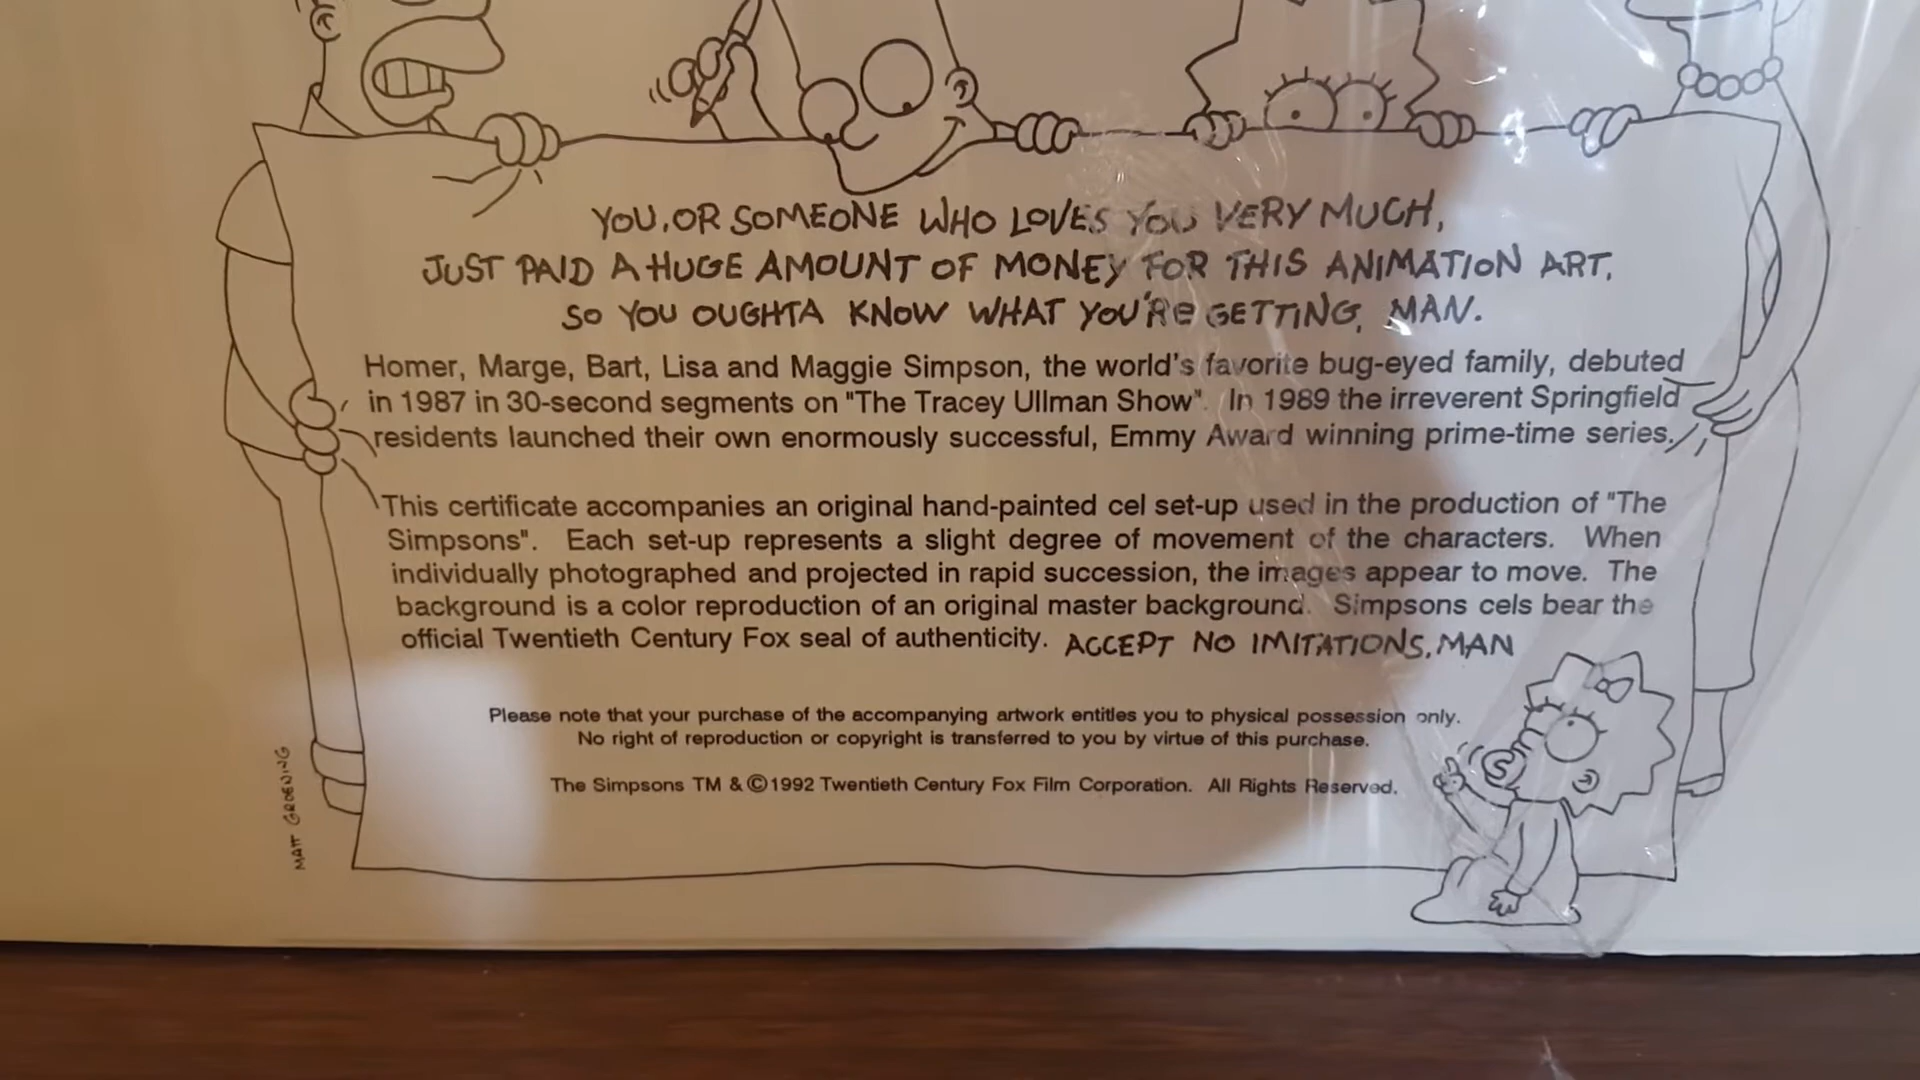 YOU, OR SOMEONE WHO LOVES YOU VERY MUCH,
JUST PAID A HUGE AMOUNT OF MONEY FOR THIS ANIMATION ART,
SO YOU OUGHTA KNOW WHAT YOU'RE GETTING, MAN.
Homer, Marge, Bart, Lisa and Maggie Simpson, the world's favorite bug-eyed family, debuted
in 1987 in 30-second segments on "The Tracey Ullman Show". In 1989 the irreverent Springfield
residents launched their own enormously successful, Emmy Award winning prime-time series.
This certificate accompanies an original hand-painted cel set-up used in the production of "The
Simpsons". Each set-up represents a slight degree of movement of the characters. When
individually photographed and projected in rapid succession, the images appear to move. The
background is a color reproduction of an original master background. Simpsons cels bear the
official Twentieth Century Fox seal of authenticity. ACCEPT NO IMITATIONS, MAN
Please note that your purchase of the accompanying artwork entitles you to physical possession only.
No right of reproduction or copyright is transferred to you by virtue of this purchase.
The Simpsons TM & ©1992 Twentieth Century Fox Film Corporation. All Rights Reserved.
MATT GROENING